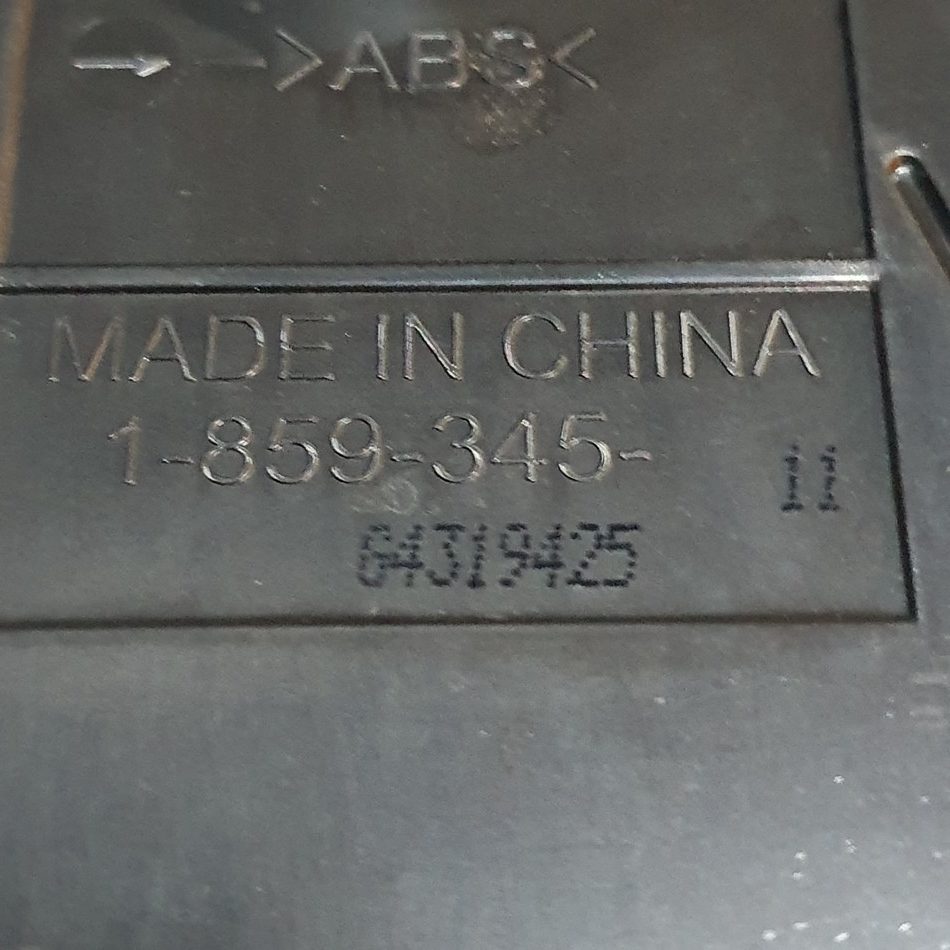 >ABS<
MADE IN CHINA
1-859-345-
11
64319425